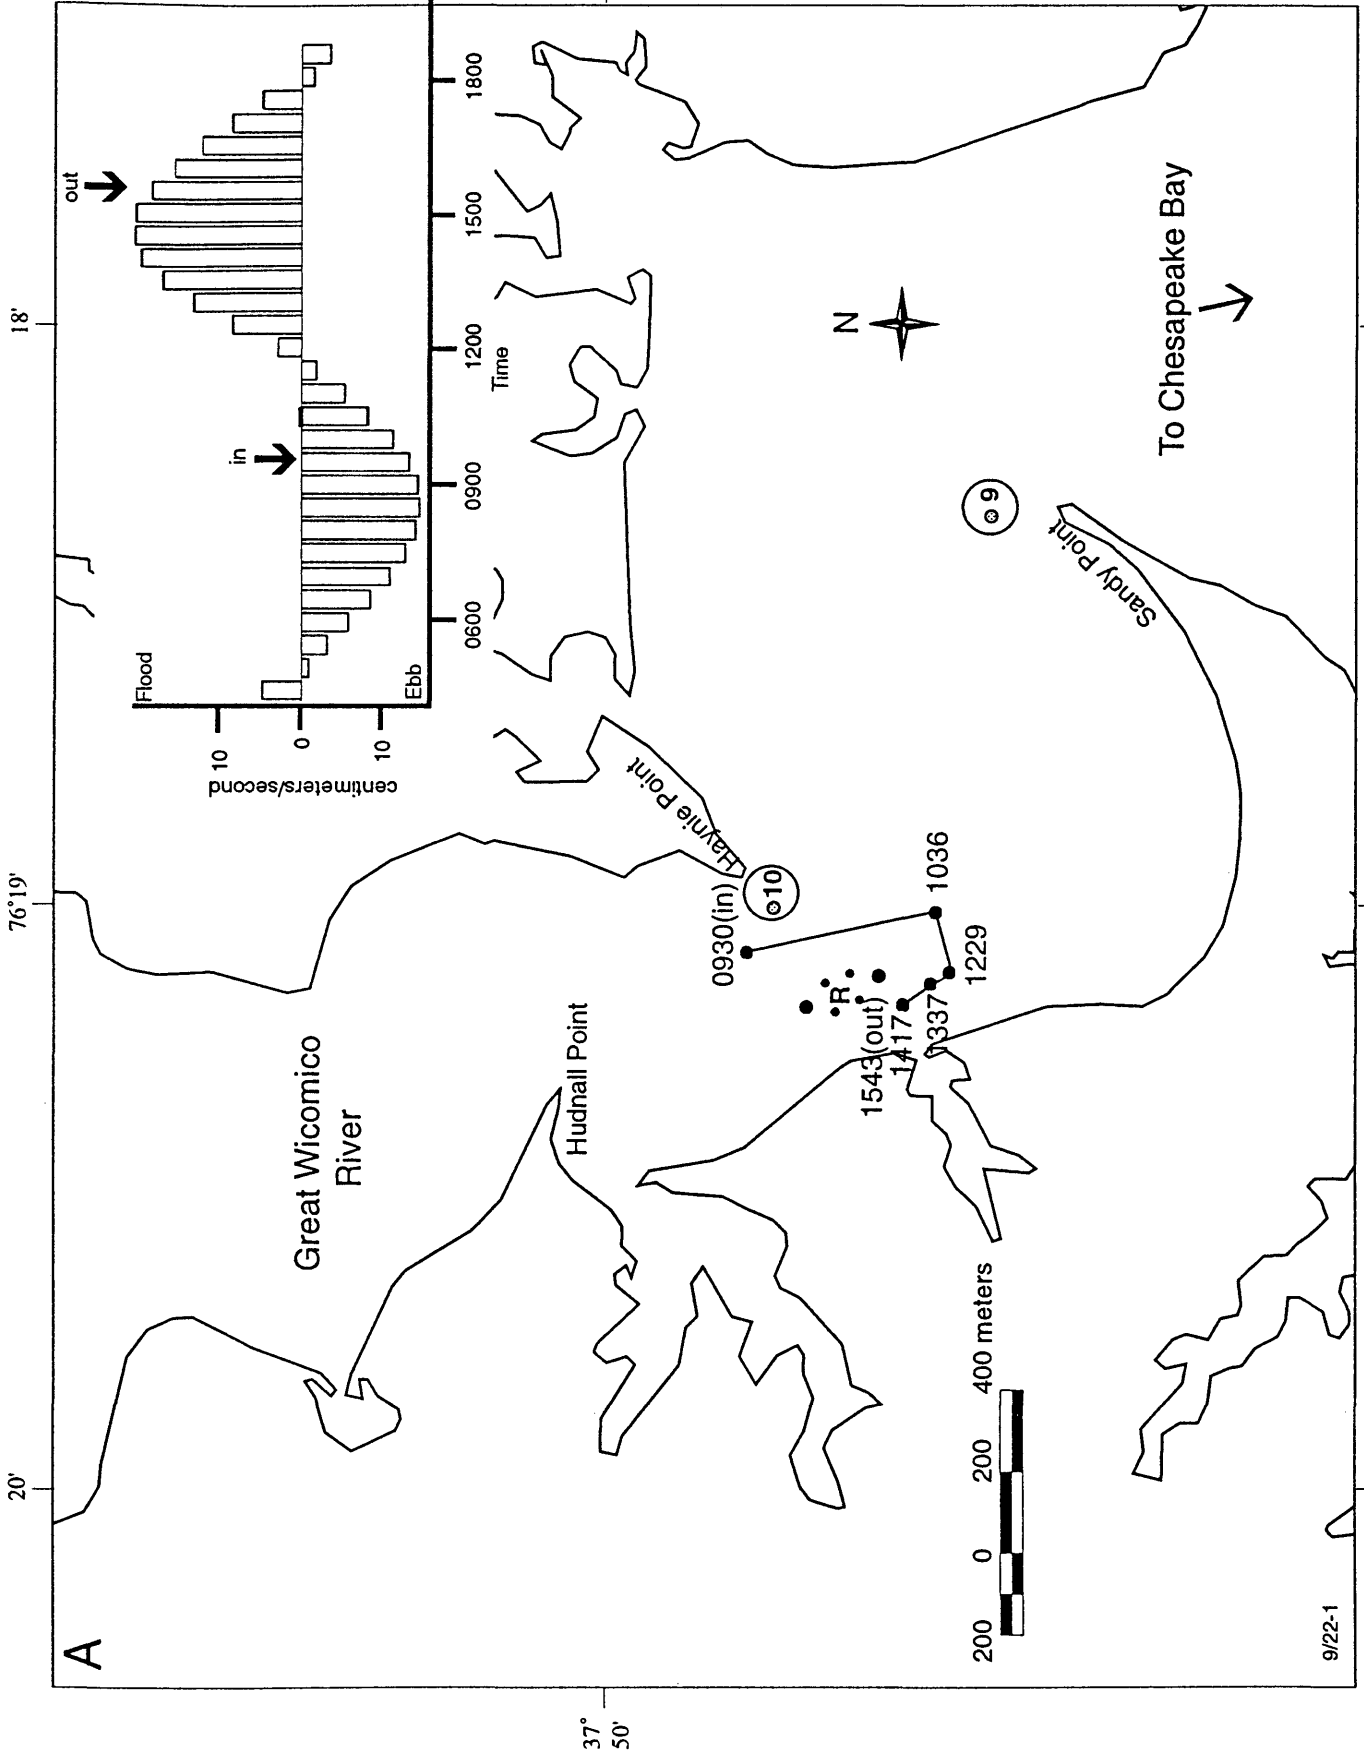 A
20'
76°19'
18'
37°
50'
Great Wicomico
River
Hudnall Point
Haynie Point
Sandy Point
To Chesapeake Bay
N
9
10
R
0930(in)
1036
1229
1337
1417
1543(out)
200 0 200 400 meters
9/22-1
Flood
Ebb
centimeters/second
10
0
10
in
out
0600 0900 1200 1500 1800
Time